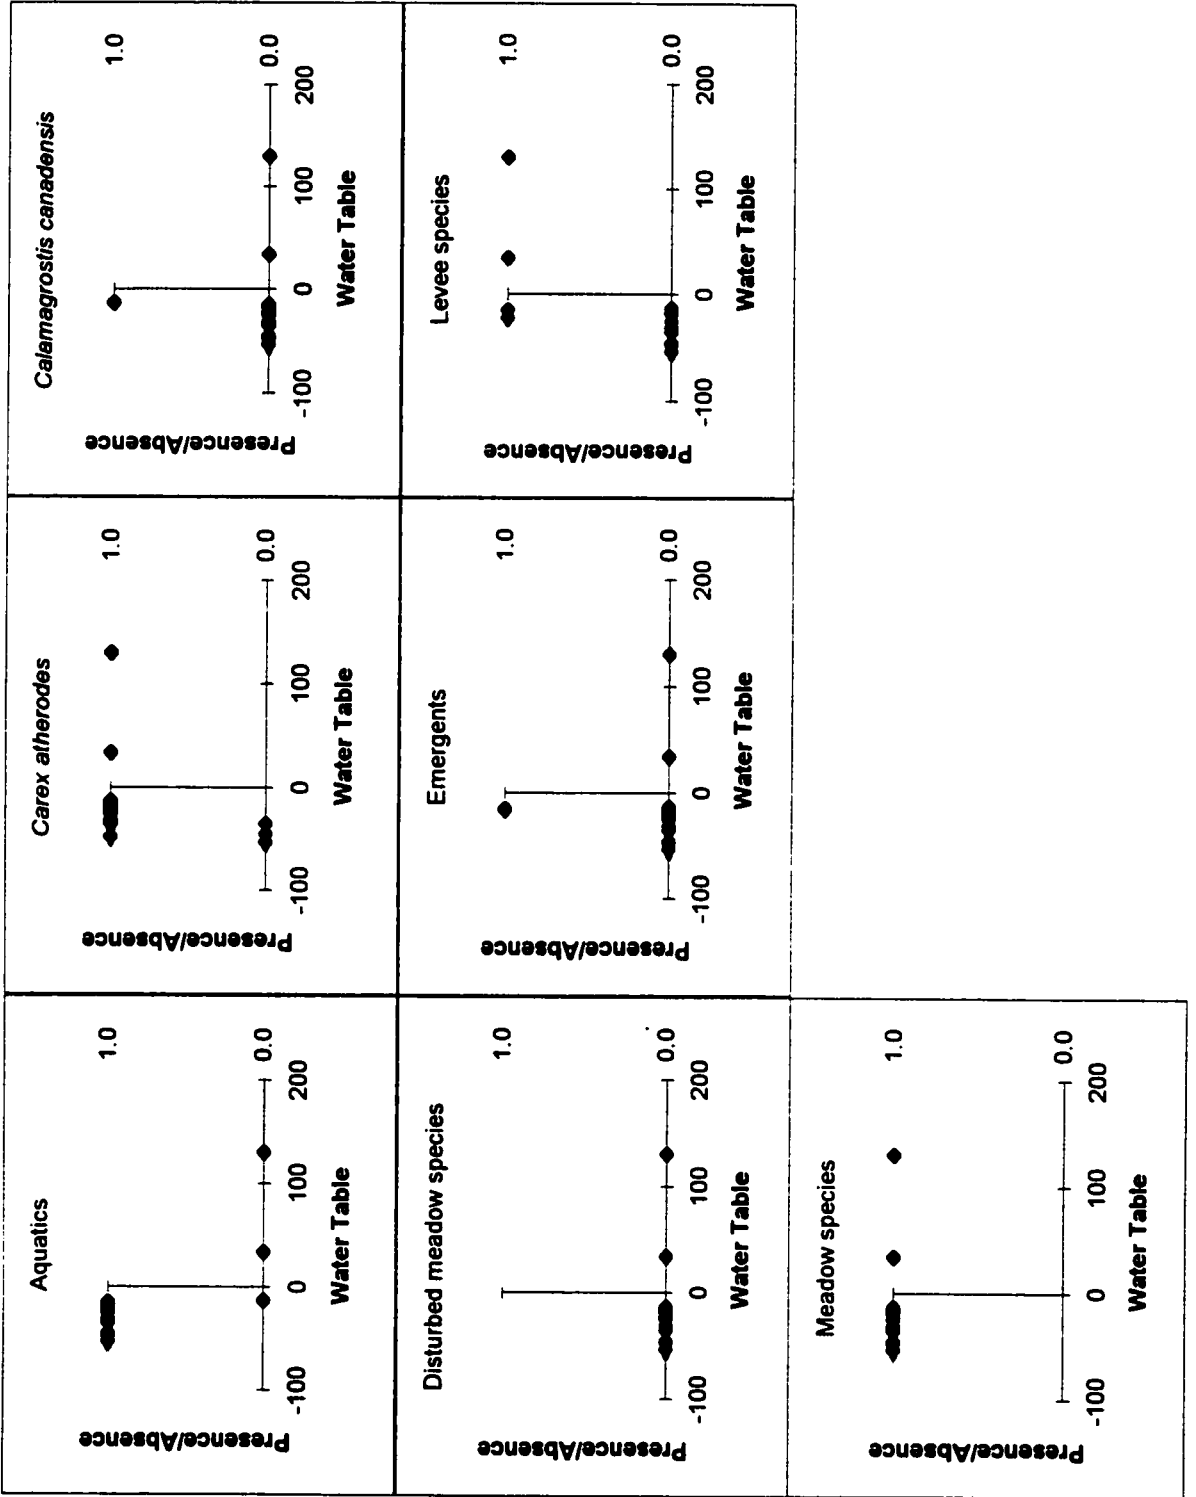 Aquatics
Presence/Absence
1.0
0.0
-100
0
100
200
Water Table
Carex atherodes
Presence/Absence
1.0
0.0
-100
0
100
200
Water Table
Calamagrostis canadensis
Presence/Absence
1.0
0.0
-100
0
100
200
Water Table
Disturbed meadow species
Presence/Absence
1.0
0.0
-100
0
100
200
Water Table
Emergents
Presence/Absence
1.0
0.0
-100
0
100
200
Water Table
Levee species
Presence/Absence
1.0
0.0
-100
0
100
200
Water Table
Meadow species
Presence/Absence
1.0
0.0
-100
0
100
200
Water Table